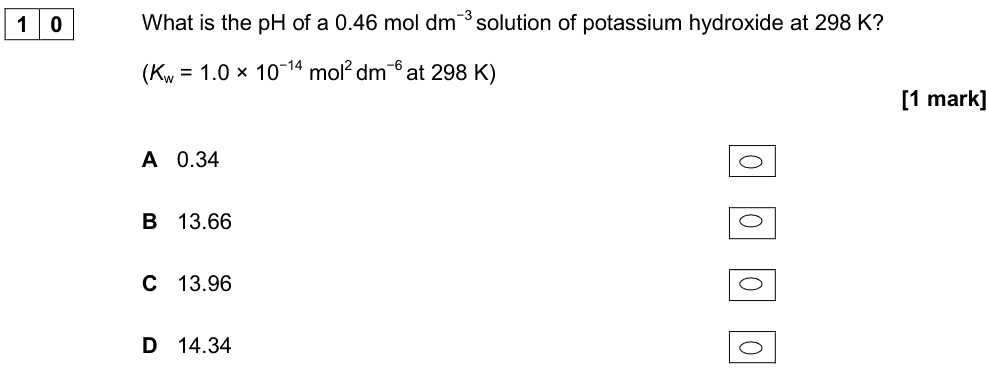 1 0 What is the pH of a 0.46 mol dm⁻³ solution of potassium hydroxide at 298 K?
(Kw = 1.0 × 10⁻¹⁴ mol² dm⁻⁶ at 298 K)
[1 mark]
A 0.34
B 13.66
C 13.96
D 14.34